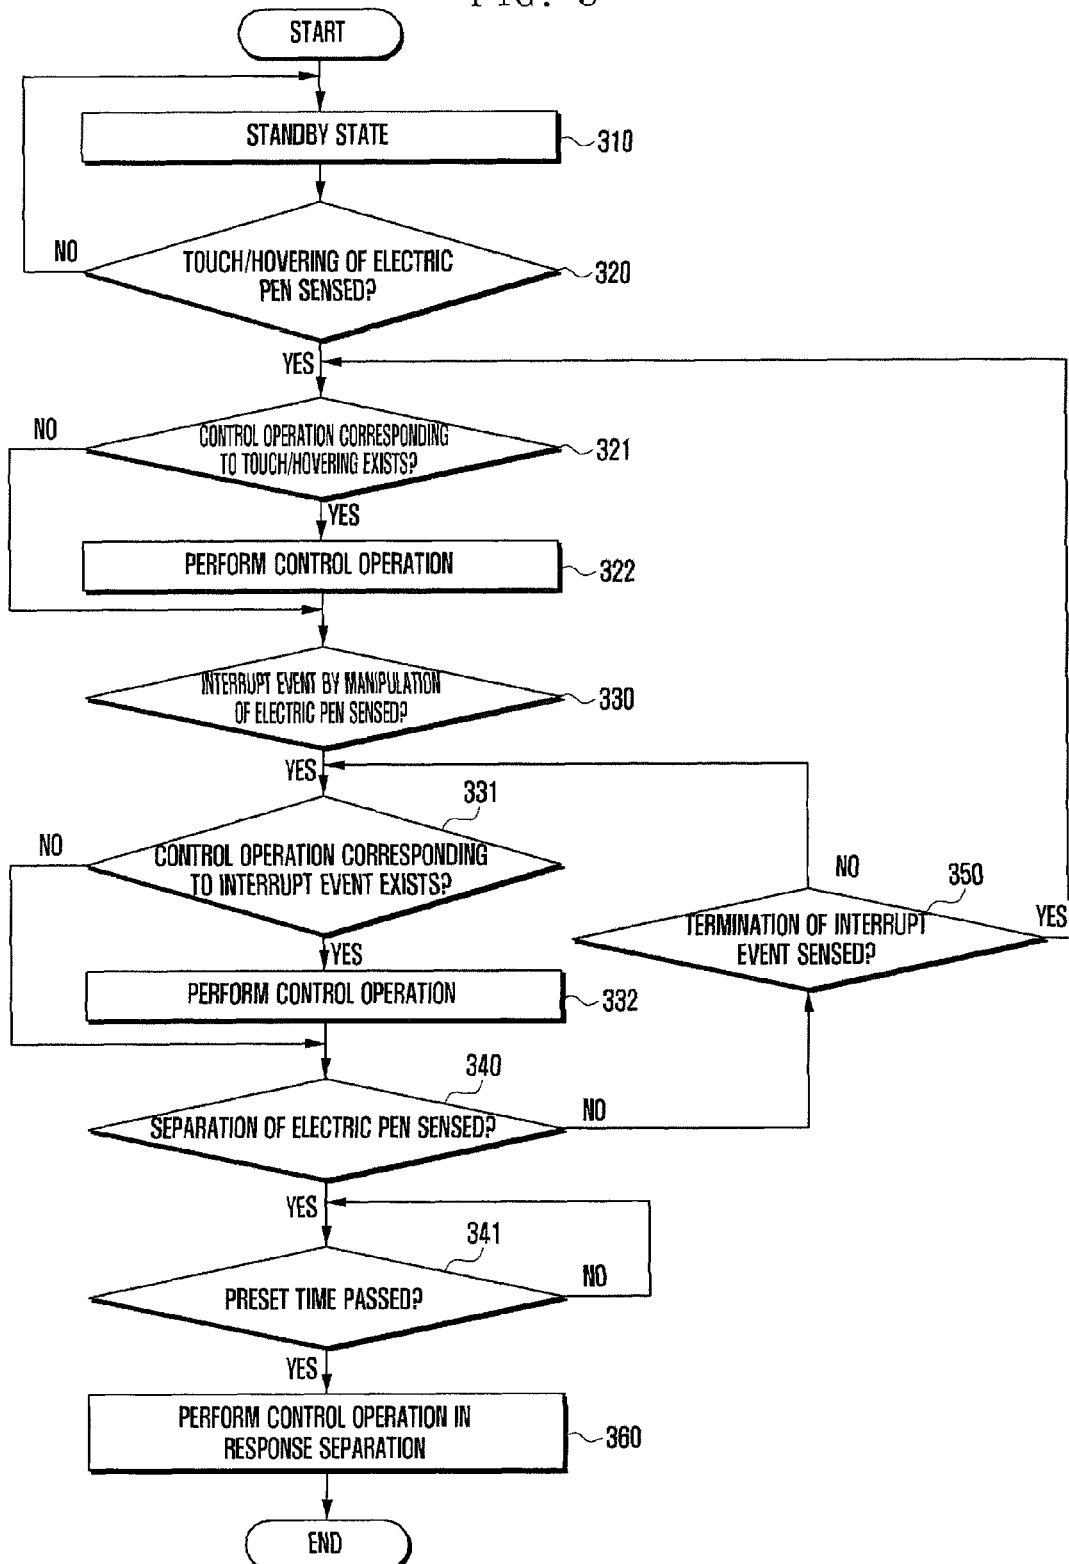 START
STANDBY STATE
310
NO
TOUCH/HOVERING OF ELECTRIC
PEN SENSED?
320
YES
NO
CONTROL OPERATION CORRESPONDING
TO TOUCH/HOVERING EXISTS?
321
YES
PERFORM CONTROL OPERATION
322
INTERRUPT EVENT BY MANIPULATION
OF ELECTRIC PEN SENSED?
330
YES
331
NO
CONTROL OPERATION CORRESPONDING
TO INTERRUPT EVENT EXISTS?
NO
350
TERMINATION OF INTERRUPT
EVENT SENSED?
YES
YES
PERFORM CONTROL OPERATION
332
340
SEPARATION OF ELECTRIC PEN SENSED?
NO
YES
341
PRESET TIME PASSED?
NO
YES
PERFORM CONTROL OPERATION IN
RESPONSE SEPARATION
360
END